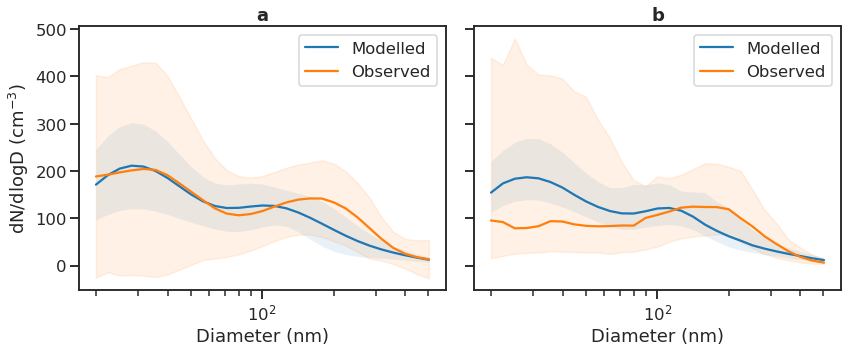 a
b
Modelled
Observed
Modelled
Observed
500
400
300
200
100
0
dN/dlogD (cm⁻³)
10²
10²
Diameter (nm)
Diameter (nm)